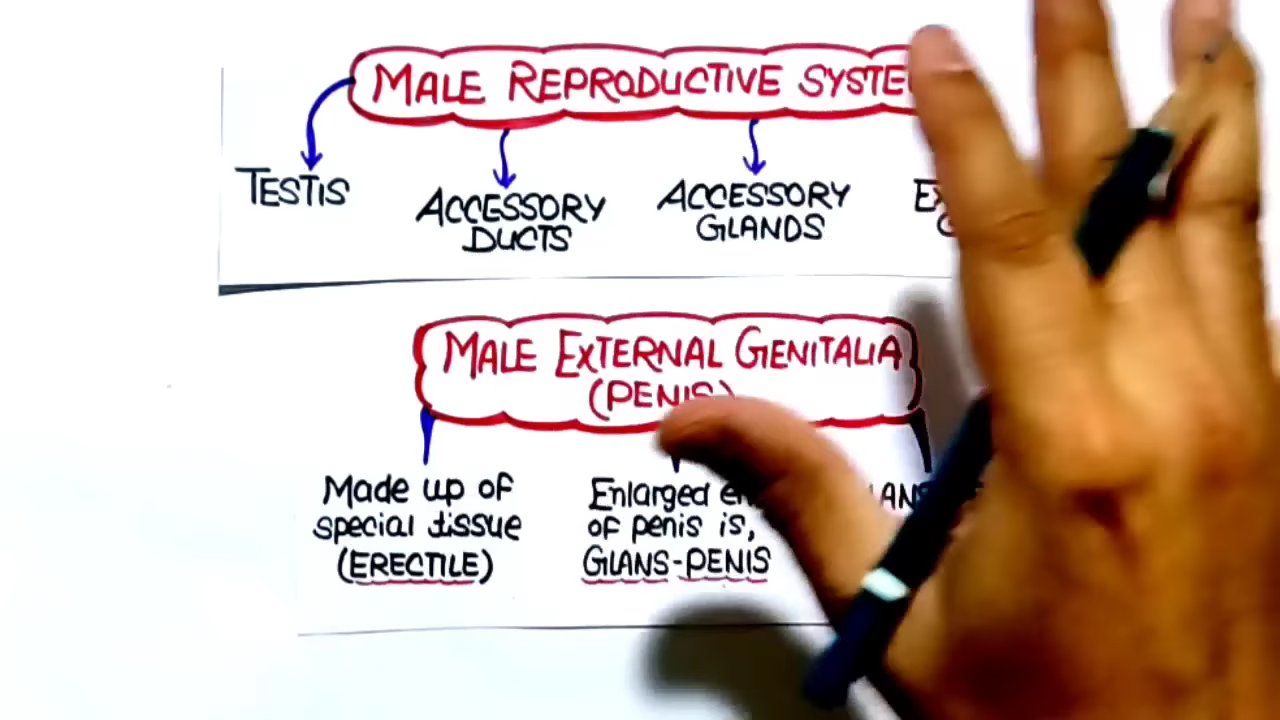 MALE REPRODUCTIVE SYSTE
TESTIS
ACCESSORY
DUCTS
ACCESSORY
GLANDS
MALE EXTERNAL GENITALIA
(PENIS)
Made up of
special tissue
(ERECTILE)
Enlarged
of penis is,
GLANS-PENIS